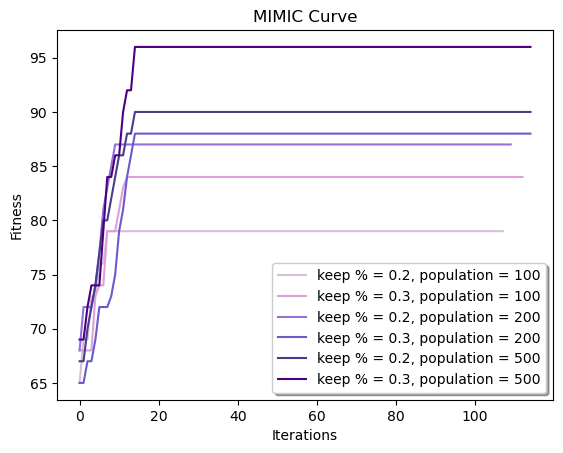 MIMIC Curve
Fitness
95
90
85
80
75
70
65
keep % = 0.2, population = 100
keep % = 0.3, population = 100
keep % = 0.2, population = 200
keep % = 0.3, population = 200
keep % = 0.2, population = 500
keep % = 0.3, population = 500
0 20 40 60 80 100
Iterations